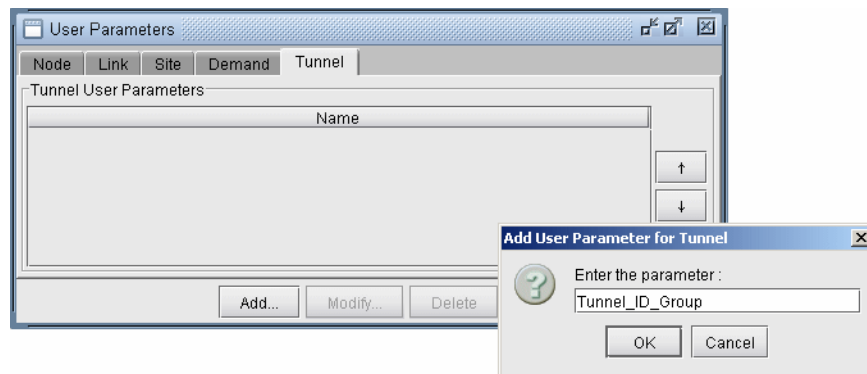 User Parameters
Node Link Site Demand Tunnel
Tunnel User Parameters
Name
↑
↓
Add... Modify... Delete
Add User Parameter for Tunnel
Enter the parameter :
Tunnel_ID_Group
OK Cancel